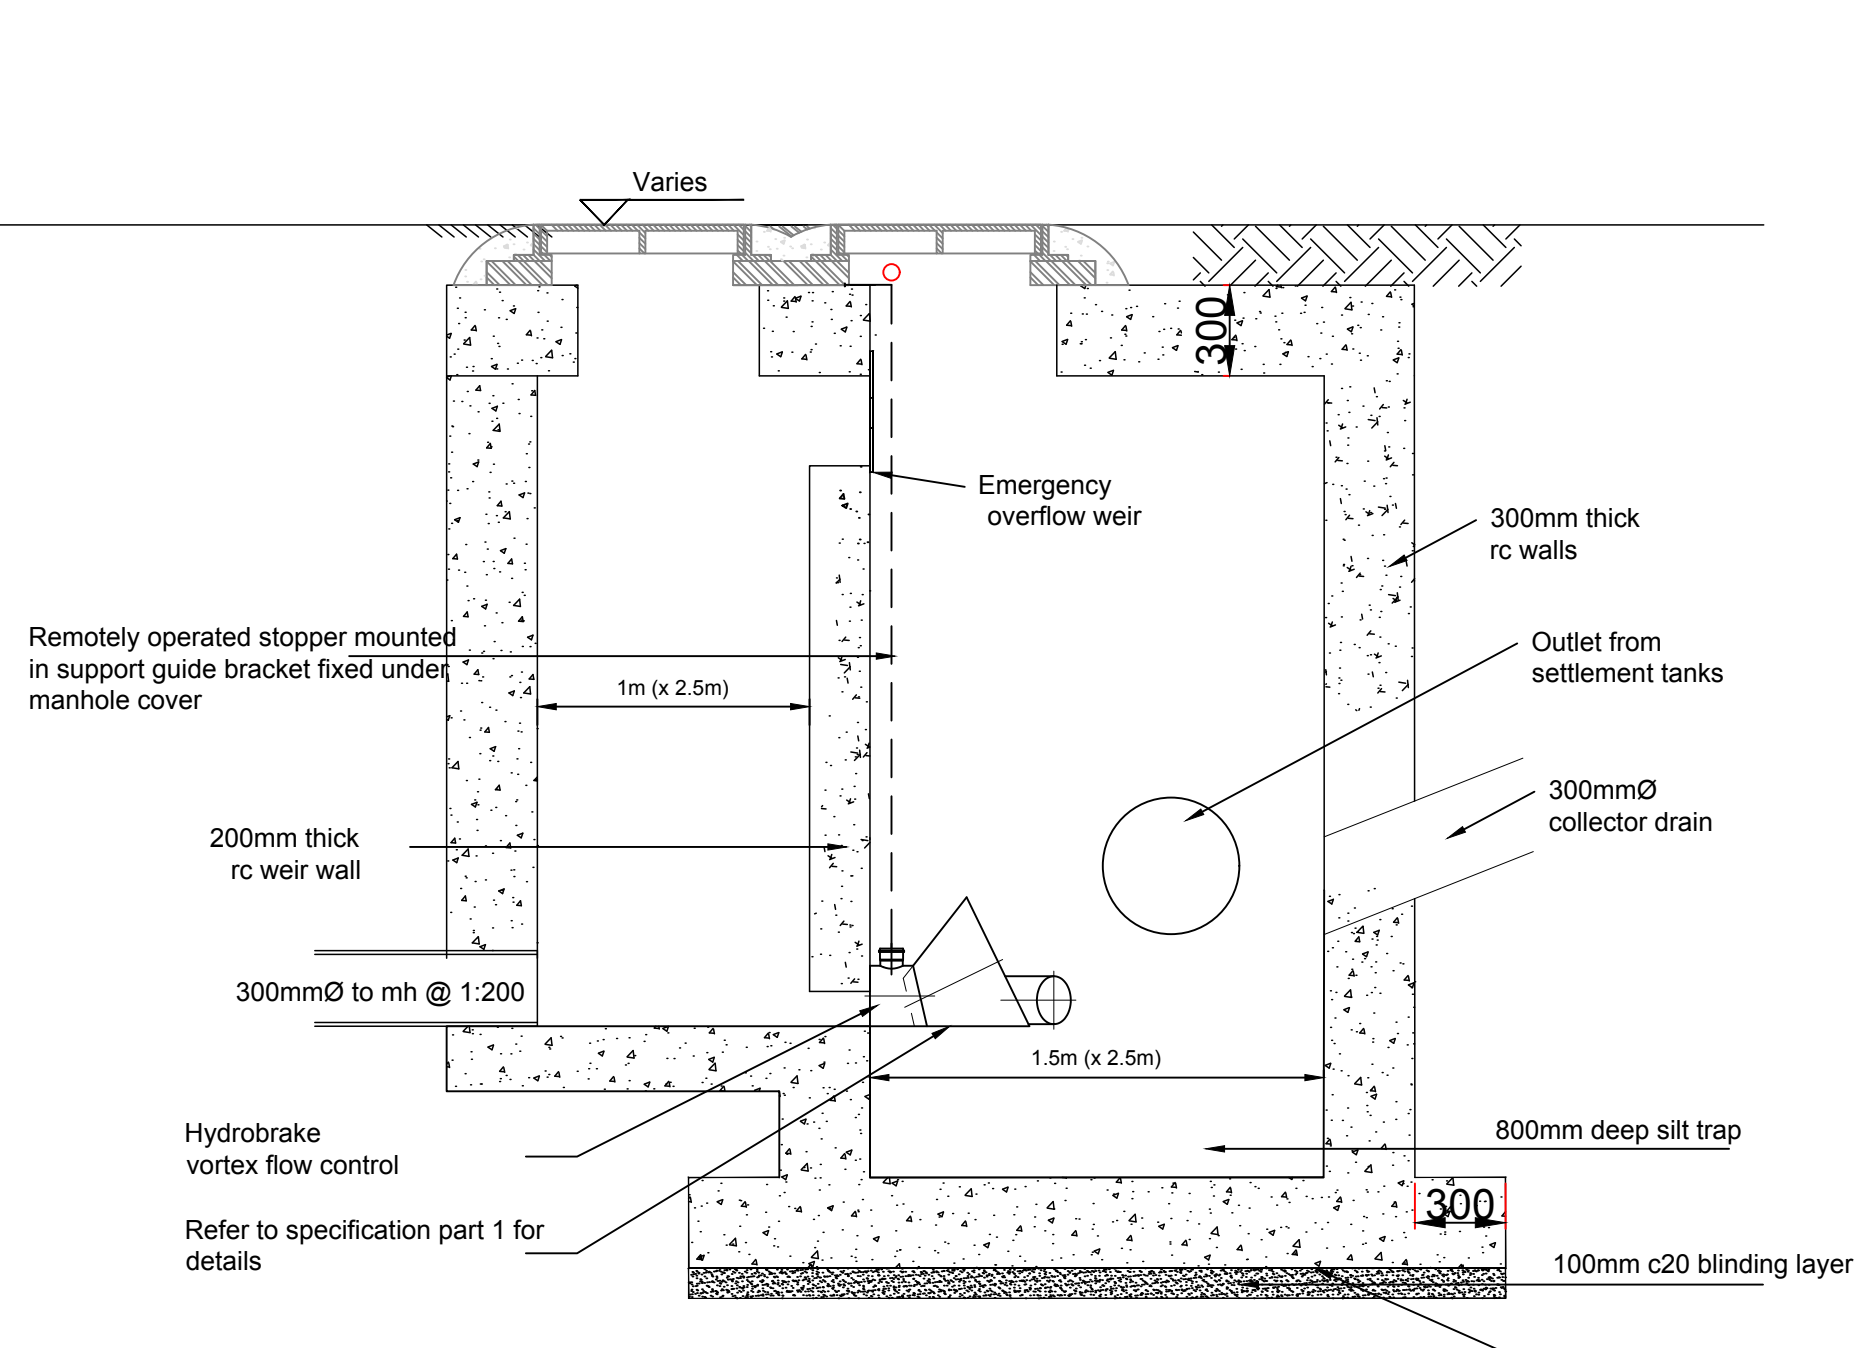 Varies
300
Emergency
overflow weir
300mm thick
rc walls
Remotely operated stopper mounted
in support guide bracket fixed under
manhole cover
1m (x 2.5m)
Outlet from
settlement tanks
300mmØ
collector drain
200mm thick
rc weir wall
300mmØ to mh @ 1:200
1.5m (x 2.5m)
Hydrobrake
vortex flow control
800mm deep silt trap
Refer to specification part 1 for
details
300
100mm c20 blinding layer